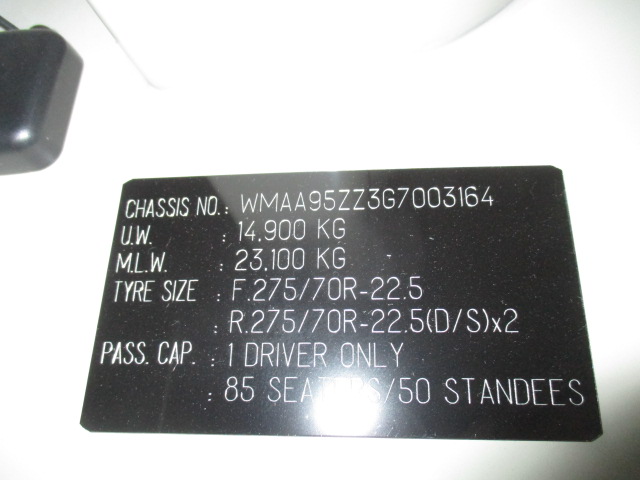 CHASSIS NO. : WMAA95ZZ3G7003164
U.W. : 14,900 KG
M.L.W. : 23,100 KG
TYRE SIZE : F.275/70R-22.5
: R.275/70R-22.5(D/S)x2
PASS. CAP. : 1 DRIVER ONLY
: 85 SEATERS/50 STANDEES